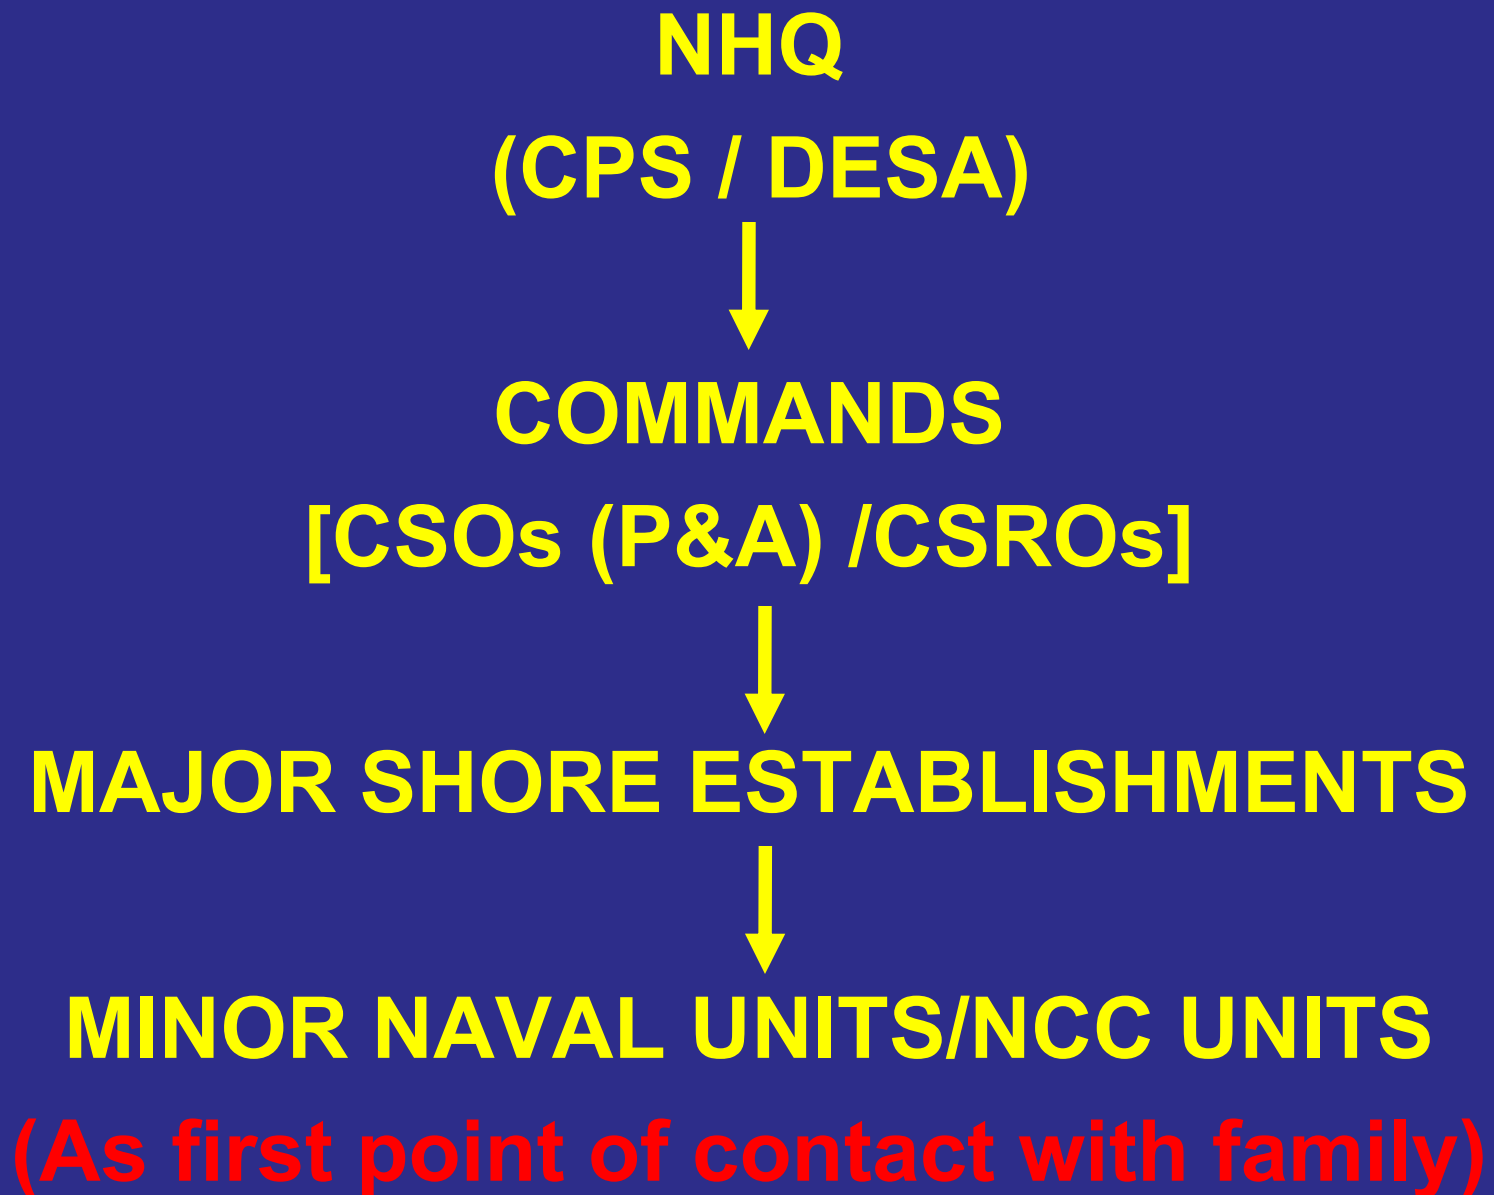 NHQ
(CPS / DESA)
COMMANDS
[CSOs (P&A) /CSROs]
MAJOR SHORE ESTABLISHMENTS
MINOR NAVAL UNITS/NCC UNITS
(As first point of contact with family)